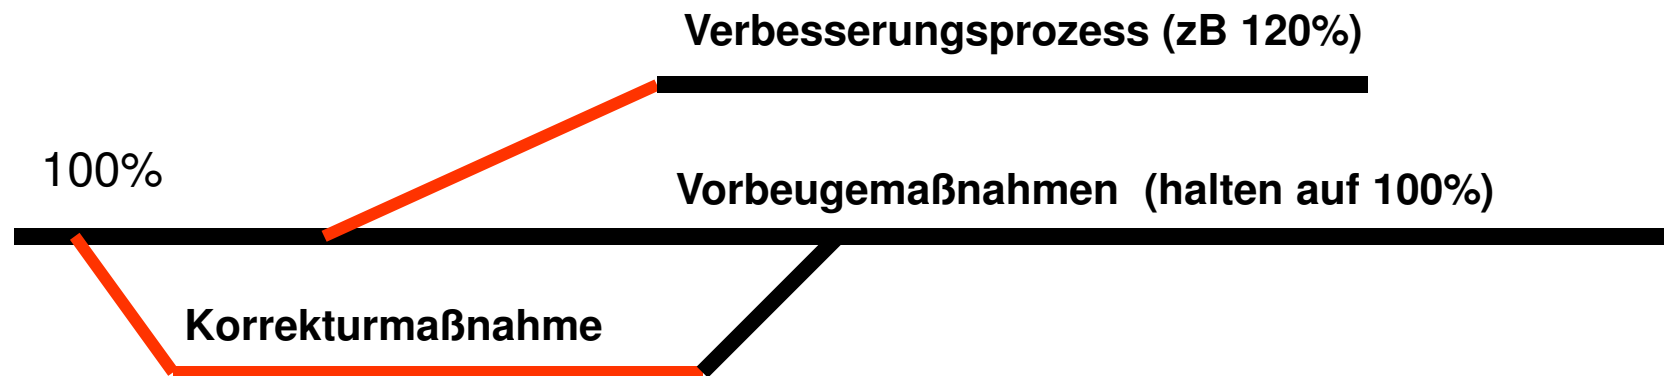 Verbesserungsprozess (zB 120%)
100%
Vorbeugemaßnahmen (halten auf 100%)
Korrekturmaßnahme